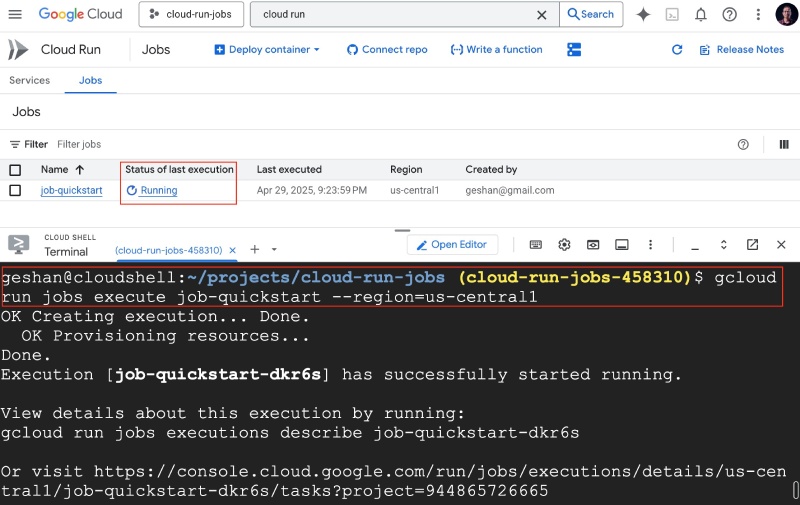 Google Cloud cloud-run-jobs cloud run Search
Cloud Run Jobs Deploy container Connect repo Write a function Release Notes
Services Jobs
Jobs
Filter Filter jobs
Name Status of last execution Last executed Region Created by
job-quickstart Running Apr 29, 2025, 9:23:59 PM us-central1 geshan@gmail.com
CLOUD SHELL
Terminal (cloud-run-jobs-458310) Open Editor
geshan@cloudshell:~/projects/cloud-run-jobs (cloud-run-jobs-458310)$ gcloud
run jobs execute job-quickstart --region=us-central1
OK Creating execution... Done.
  OK Provisioning resources...
Done.
Execution [job-quickstart-dkr6s] has successfully started running.
View details about this execution by running:
gcloud run jobs executions describe job-quickstart-dkr6s
Or visit https://console.cloud.google.com/run/jobs/executions/details/us-cen
tral1/job-quickstart-dkr6s/tasks?project=944865726665